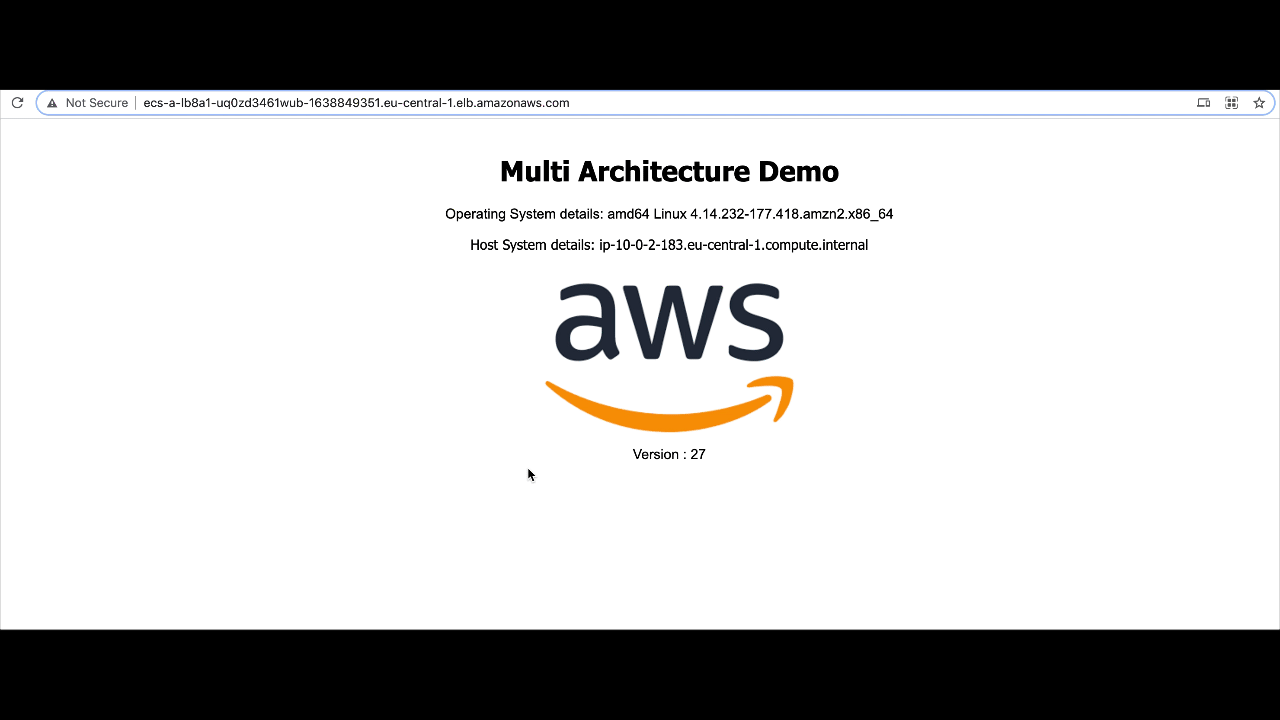 Not Secure
ecs-a-lb8a1-uq0zd3461wub-1638849351.eu-central-1.elb.amazonaws.com
Multi Architecture Demo
Operating System details: amd64 Linux 4.14.232-177.418.amzn2.x86_64
Host System details: ip-10-0-2-183.eu-central-1.compute.internal
aws
Version : 27